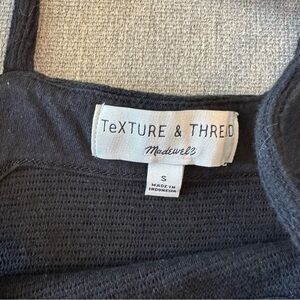 TeXTURE & THREAD
Madewell
S
MADE IN
INDONESIA